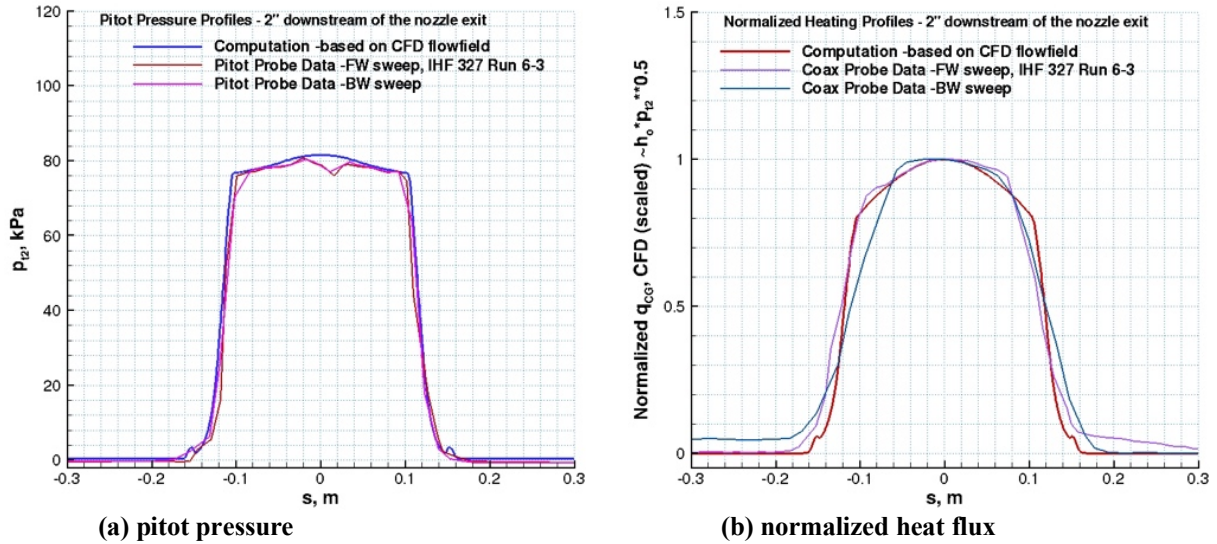 Pitot Pressure Profiles - 2" downstream of the nozzle exit
Computation -based on CFD flowfield
Pitot Probe Data -FW sweep, IHF 327 Run 6-3
Pitot Probe Data -BW sweep
120
100
80
60
40
20
0
pt2, kPa
-0.3
-0.2
-0.1
0
0.1
0.2
0.3
s, m
(a) pitot pressure
Normalized Heating Profiles - 2" downstream of the nozzle exit
Computation -based on CFD flowfield
Coax Probe Data -FW sweep, IHF 327 Run 6-3
Coax Probe Data -BW sweep
1.5
1
0.5
0
Normalized qCG, CFD (scaled) ~ho*pt2**0.5
-0.3
-0.2
-0.1
0
0.1
0.2
0.3
s, m
(b) normalized heat flux